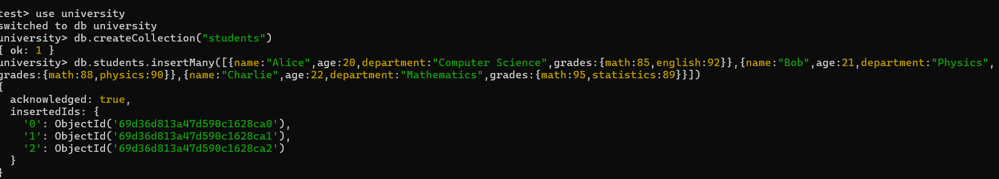 test> use university
switched to db university
university> db.createCollection("students")
{ ok: 1 }
university> db.students.insertMany([{name:"Alice",age:20,department:"Computer Science",grades:{math:85,english:92}},{name:"Bob",age:21,department:"Physics",
grades:{math:88,physics:90}},{name:"Charlie",age:22,department:"Mathematics",grades:{math:95,statistics:89}}])
{
  acknowledged: true,
  insertedIds: {
    '0': ObjectId('69d36d813a47d590c1628ca0'),
    '1': ObjectId('69d36d813a47d590c1628ca1'),
    '2': ObjectId('69d36d813a47d590c1628ca2')
  }
}